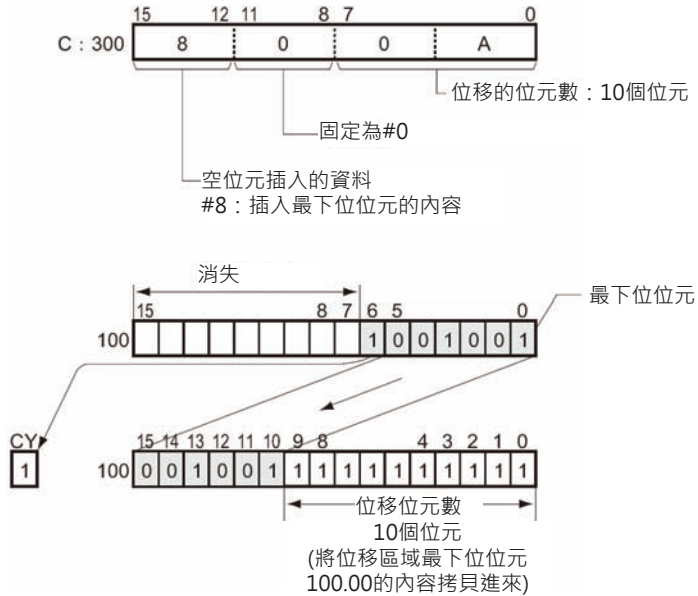 15 12 11 8 7 0
C：300 8 0 0 A
位移的位元數：10個位元
固定為#0
空位元插入的資料
#8：插入最下位位元的內容
消失
最下位位元
15 8 7 6 5 0
100 1 0 0 1 0 0 1
CY 15 14 13 12 11 10 9 8 4 3 2 1 0
1 100 0 0 1 0 0 1 1 1 1 1 1 1 1 1 1 1
位移位元數
10個位元
(將位移區域最下位位元
100.00的內容拷貝進來)